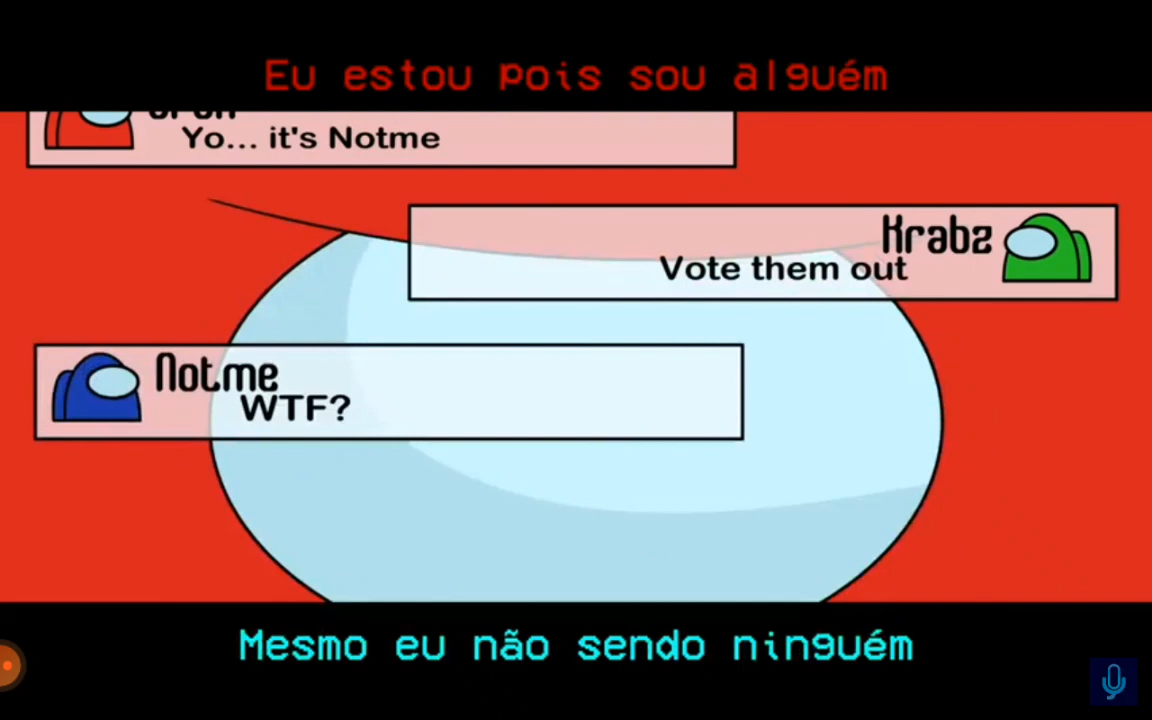 Eu estou pois sou alguém
Yo... it's Notme
Krabz
Vote them out
Notme
WTF?
Mesmo eu não sendo ninguém